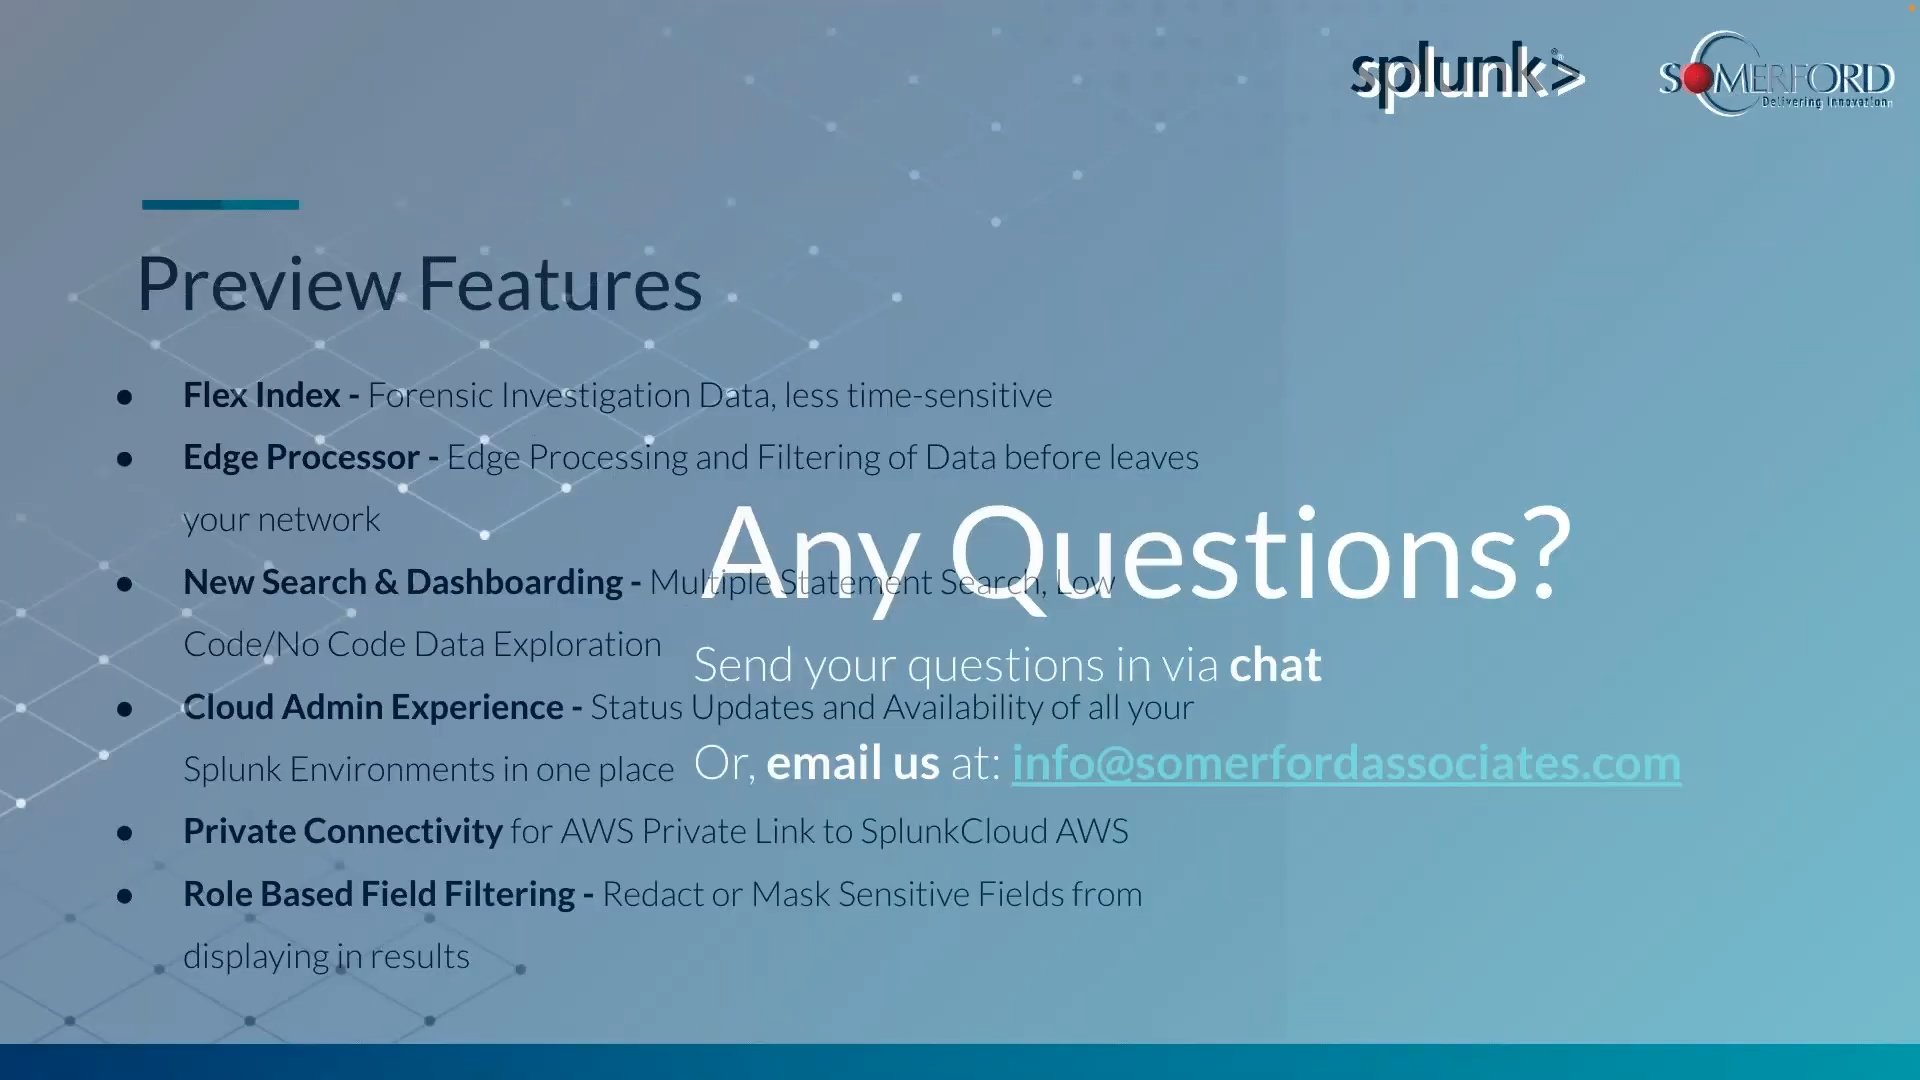 splunk>
SOMERFORD
Delivering Innovation
Preview Features
● Flex Index - Forensic Investigation Data, less time-sensitive
● Edge Processor - Edge Processing and Filtering of Data before leaves
your network
● New Search & Dashboarding - Multiple Statement Search, Low
Code/No Code Data Exploration
● Cloud Admin Experience - Status Updates and Availability of all your
Splunk Environments in one place
● Private Connectivity for AWS Private Link to SplunkCloud AWS
● Role Based Field Filtering - Redact or Mask Sensitive Fields from
displaying in results
Any Questions?
Send your questions in via chat
Or, email us at: info@somerfordassociates.com